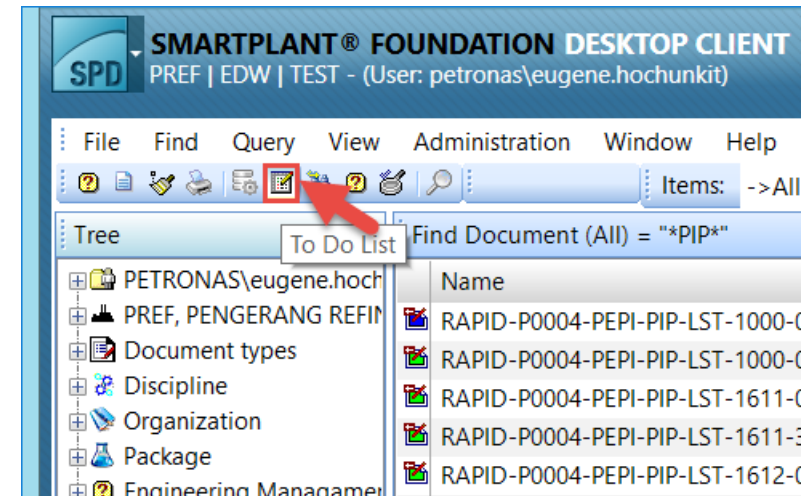 SMARTPLANT® FOUNDATION DESKTOP CLIENT
SPD
PREF | EDW | TEST - (User: petronas\eugene.hochunkit)
File Find Query View Administration Window Help
Items: ->All
Tree
To Do List
Find Document (All) = "*PIP*"
PETRONAS\eugene.hoch
Name
PREF, PENGERANG REFIN
RAPID-P0004-PEPI-PIP-LST-1000-0
Document types
RAPID-P0004-PEPI-PIP-LST-1000-0
Discipline
RAPID-P0004-PEPI-PIP-LST-1611-0
Organization
RAPID-P0004-PEPI-PIP-LST-1611-3
Package
RAPID-P0004-PEPI-PIP-LST-1612-0
Engineering Managamen